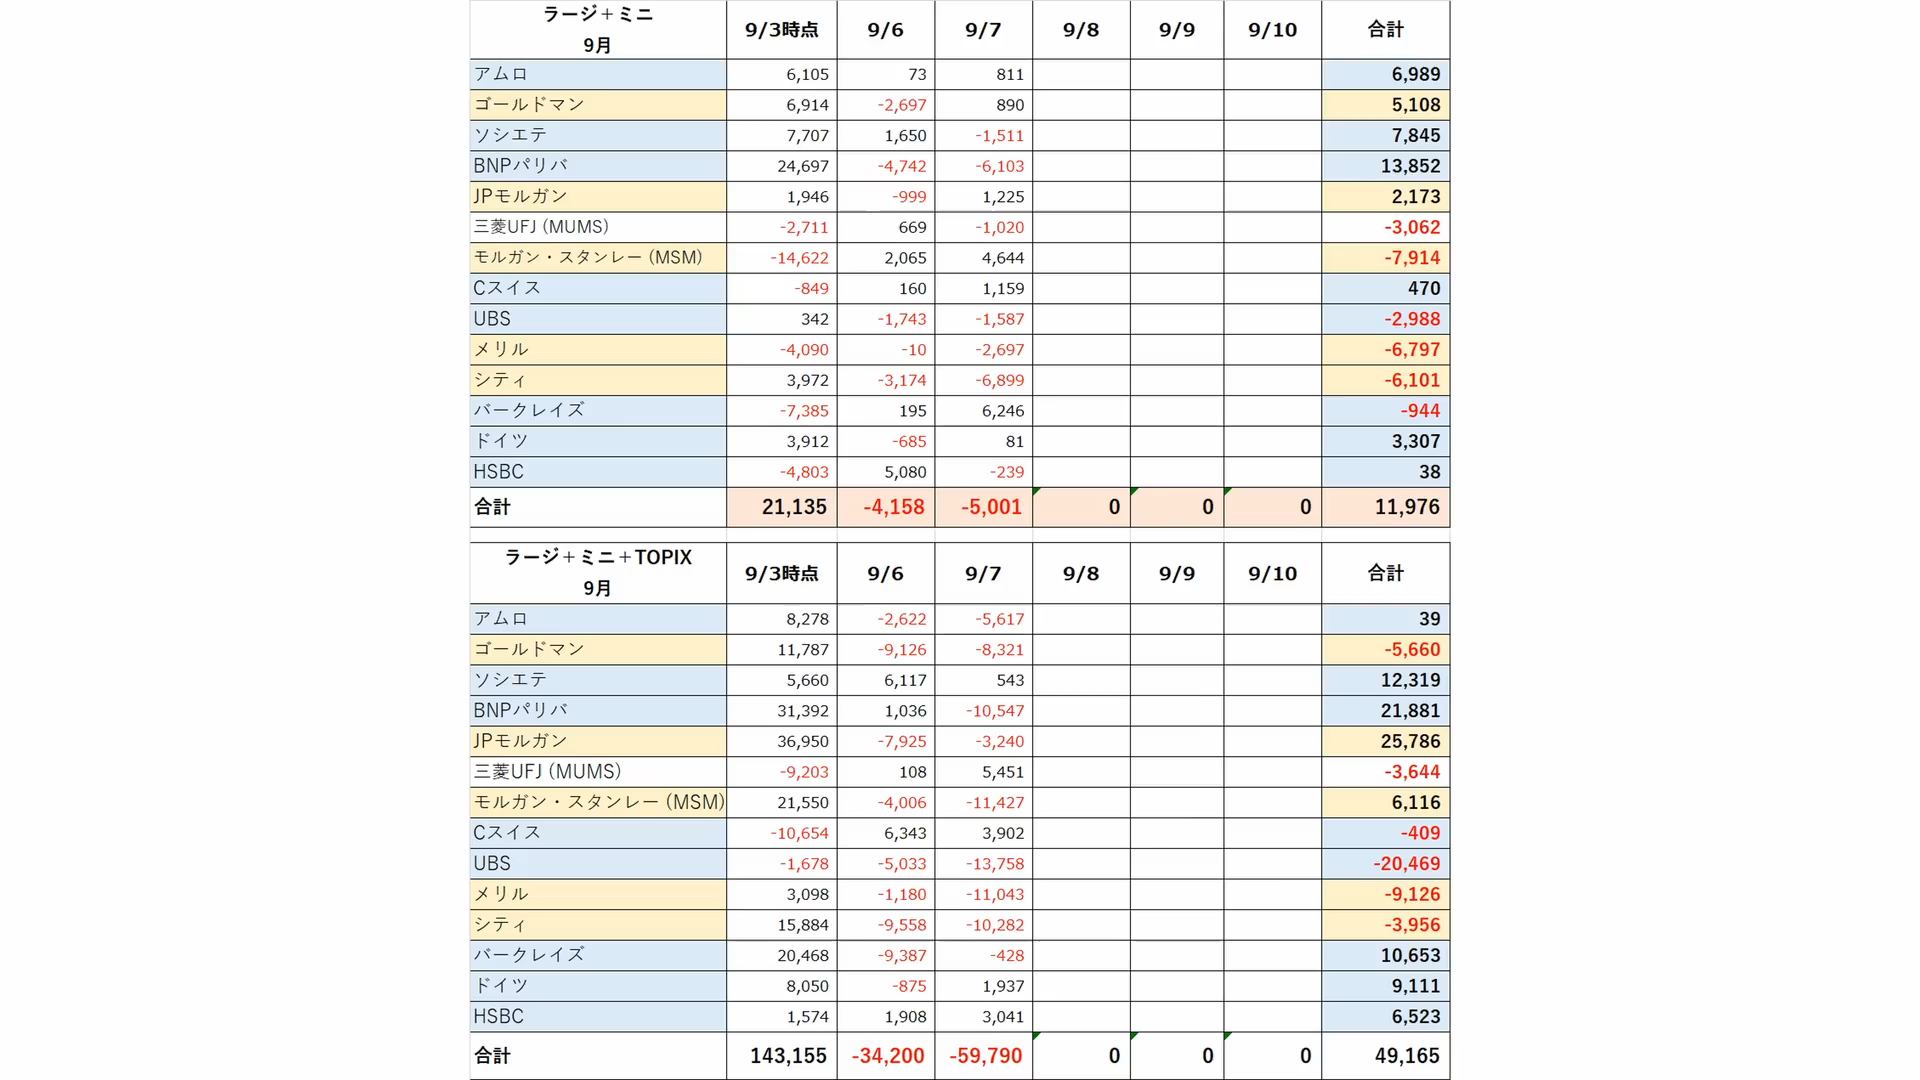 ラージ＋ミニ
9月
9/3時点 9/6 9/7 9/8 9/9 9/10 合計
アムロ 6,105 73 811 6,989
ゴールドマン 6,914 -2,697 890 5,108
ソシエテ 7,707 1,650 -1,511 7,845
BNPパリバ 24,697 -4,742 -6,103 13,852
JPモルガン 1,946 -999 1,225 2,173
三菱UFJ (MUMS) -2,711 669 -1,020 -3,062
モルガン・スタンレー (MSM) -14,622 2,065 4,644 -7,914
Cスイス -849 160 1,159 470
UBS 342 -1,743 -1,587 -2,988
メリル -4,090 -10 -2,697 -6,797
シティ 3,972 -3,174 -6,899 -6,101
バークレイズ -7,385 195 6,246 -944
ドイツ 3,912 -685 81 3,307
HSBC -4,803 5,080 -239 38
合計 21,135 -4,158 -5,001 0 0 0 11,976
ラージ＋ミニ＋TOPIX
9月
9/3時点 9/6 9/7 9/8 9/9 9/10 合計
アムロ 8,278 -2,622 -5,617 39
ゴールドマン 11,787 -9,126 -8,321 -5,660
ソシエテ 5,660 6,117 543 12,319
BNPパリバ 31,392 1,036 -10,547 21,881
JPモルガン 36,950 -7,925 -3,240 25,786
三菱UFJ (MUMS) -9,203 108 5,451 -3,644
モルガン・スタンレー (MSM) 21,550 -4,006 -11,427 6,116
Cスイス -10,654 6,343 3,902 -409
UBS -1,678 -5,033 -13,758 -20,469
メリル 3,098 -1,180 -11,043 -9,126
シティ 15,884 -9,558 -10,282 -3,956
バークレイズ 20,468 -9,387 -428 10,653
ドイツ 8,050 -875 1,937 9,111
HSBC 1,574 1,908 3,041 6,523
合計 143,155 -34,200 -59,790 0 0 0 49,165